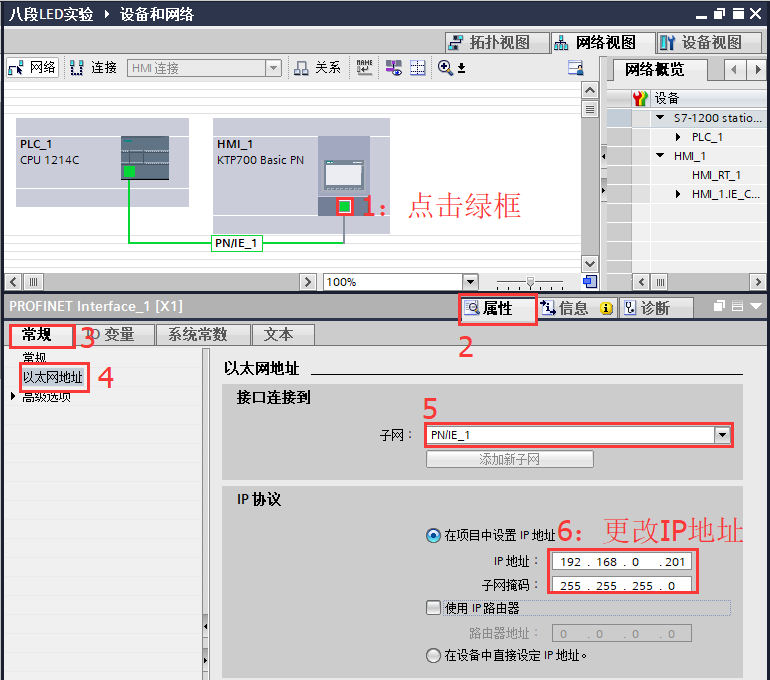 八段LED实验 ▸ 设备和网络
拓扑视图 网络视图 设备视图
网络 连接 HMI 连接 关系
网络概览
设备
S7-1200 statio...
PLC_1
HMI_1
HMI_RT_1
HMI_1.IE_C...
PLC_1
CPU 1214C
HMI_1
KTP700 Basic PN
1：点击绿框
PN/IE_1
100%
PROFINET Interface_1 [X1]
属性 信息 诊断
2
常规 3 IO 变量 系统常数 文本
常规
以太网地址 4
高级选项
以太网地址
接口连接到
5
子网： PN/IE_1
添加新子网
IP 协议
在项目中设置 IP 地址 6：更改IP地址
IP 地址： 192 . 168 . 0 . 201
子网掩码： 255 . 255 . 255 . 0
使用 IP 路由器
路由器地址： 0 . 0 . 0 . 0
在设备中直接设定 IP 地址。